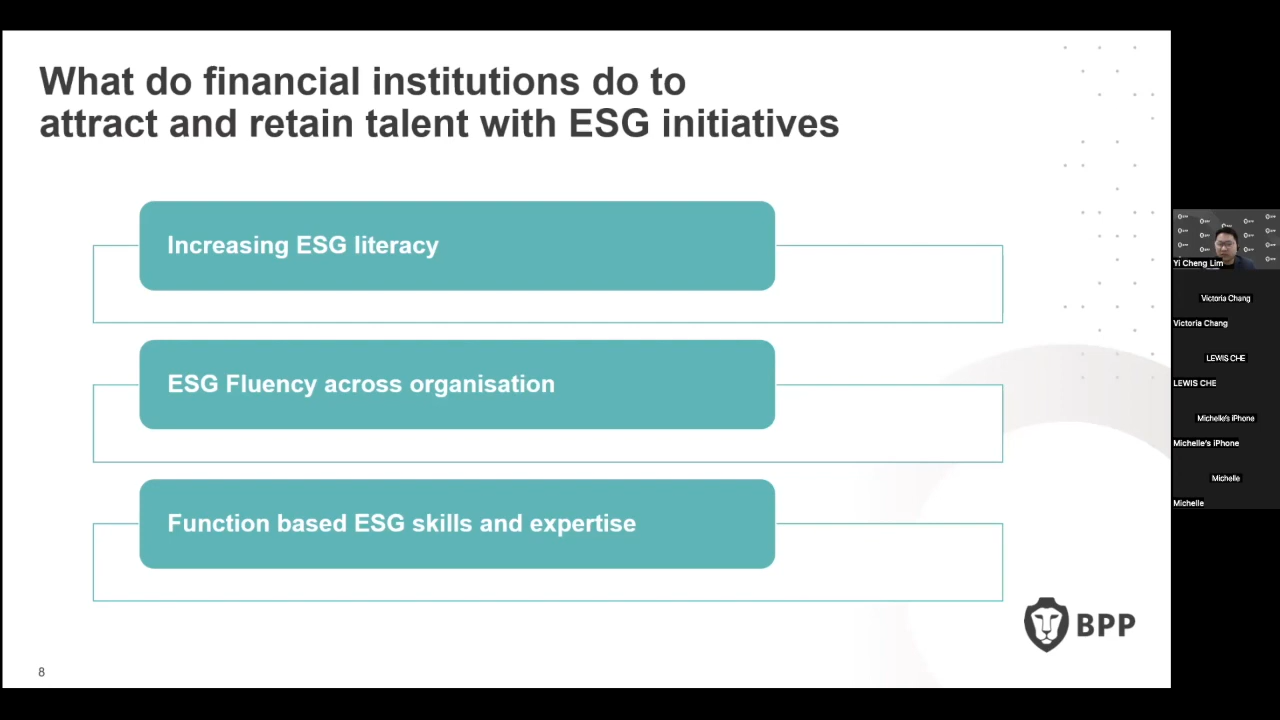 What do financial institutions do to
attract and retain talent with ESG initiatives
Increasing ESG literacy
ESG Fluency across organisation
Function based ESG skills and expertise
BPP
8
Yi Cheng Lim
Victoria Chang
Victoria Chang
LEWIS CHE
LEWIS CHE
Michelle's iPhone
Michelle's iPhone
Michelle
Michelle